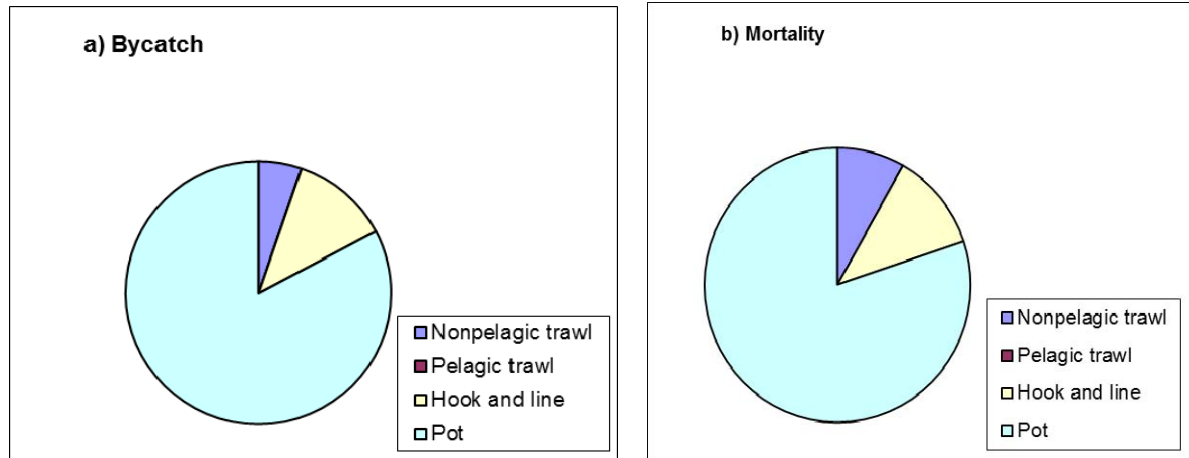 a) Bycatch
Nonpelagic trawl
Pelagic trawl
Hook and line
Pot
b) Mortality
Nonpelagic trawl
Pelagic trawl
Hook and line
Pot